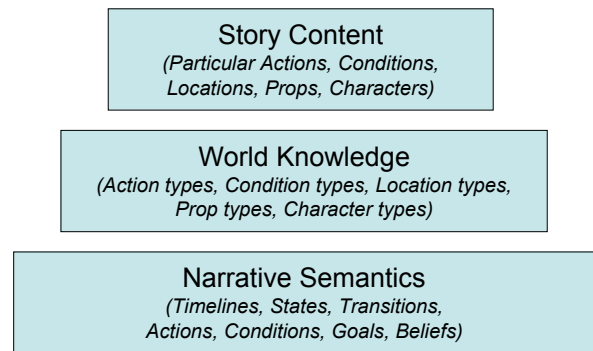 Story Content
(Particular Actions, Conditions,
Locations, Props, Characters)
World Knowledge
(Action types, Condition types, Location types,
Prop types, Character types)
Narrative Semantics
(Timelines, States, Transitions,
Actions, Conditions, Goals, Beliefs)